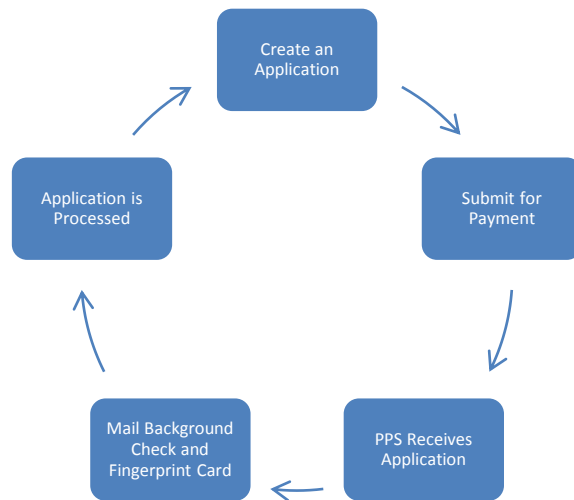 Create an
Application
Submit for
Payment
PPS Receives
Application
Mail Background
Check and
Fingerprint Card
Application is
Processed